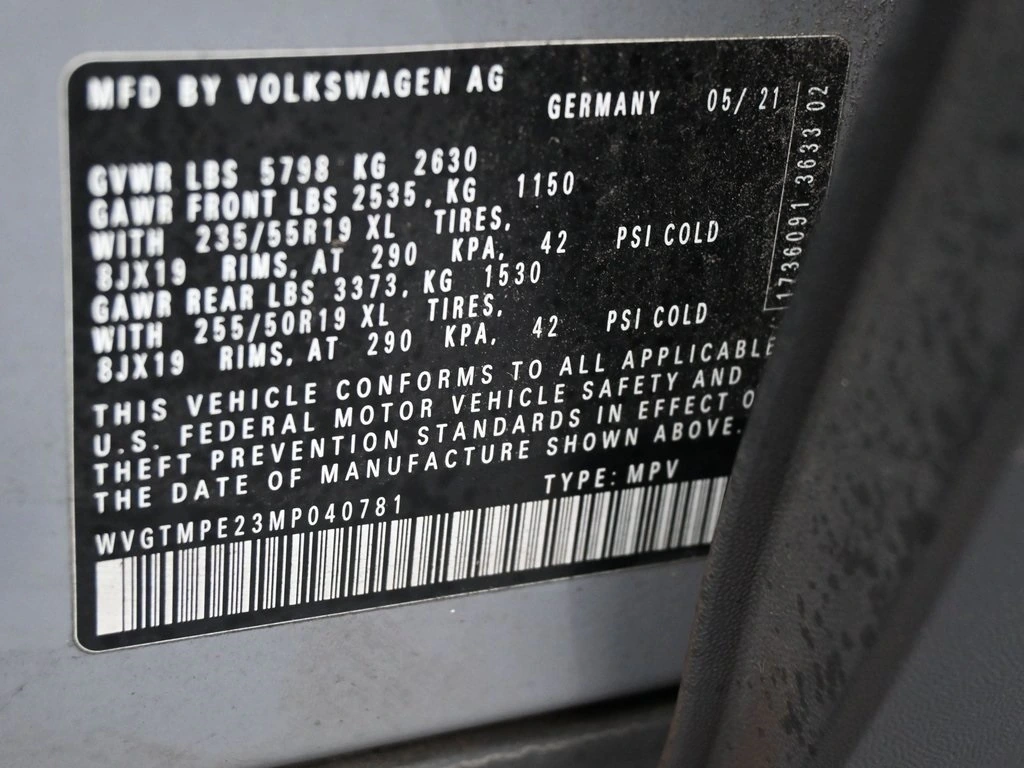 MFD BY VOLKSWAGEN AG
GERMANY 05/ 21
GVWR LBS 5798 KG 2630
GAWR FRONT LBS 2535, KG 1150
WITH 235/55R19 XL TIRES,
8JX19 RIMS, AT 290 KPA, 42 PSI COLD
GAWR REAR LBS 3373, KG 1530
WITH 255/50R19 XL TIRES,
8JX19 RIMS, AT 290 KPA, 42 PSI COLD
THIS VEHICLE CONFORMS TO ALL APPLICABLE
U.S. FEDERAL MOTOR VEHICLE SAFETY AND
THEFT PREVENTION STANDARDS IN EFFECT O
THE DATE OF MANUFACTURE SHOWN ABOVE.
WVGTMPE23MP040781 TYPE: MPV
1736091 3633 02